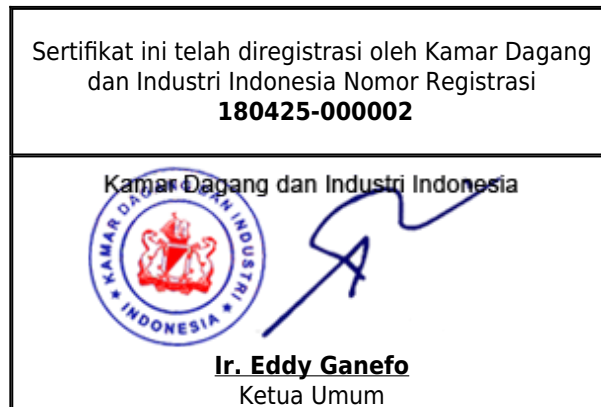 Sertifikat ini telah diregistrasi oleh Kamar Dagang
dan Industri Indonesia Nomor Registrasi
180425-000002
Kamar Dagang dan Industri Indonesia
KAMAR DAGANG DAN INDUSTRI
INDONESIA
Ir. Eddy Ganefo
Ketua Umum